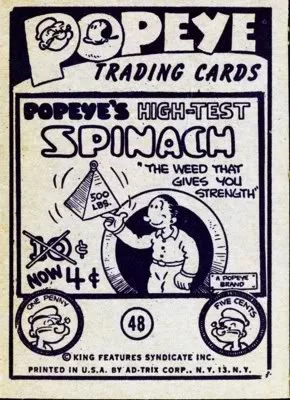 POPEYE
TRADING CARDS
POPEYE'S HIGH-TEST
SPINACH
"THE WEED THAT
GIVES YOU
STRENGTH"
500
LBS.
10 ¢
NOW 4 ¢
"A POPEYE
BRAND"
ONE PENNY
FIVE CENTS
48
© KING FEATURES SYNDICATE INC.
PRINTED IN U.S.A. BY AD-TRIX CORP., N.Y. 13, N.Y.